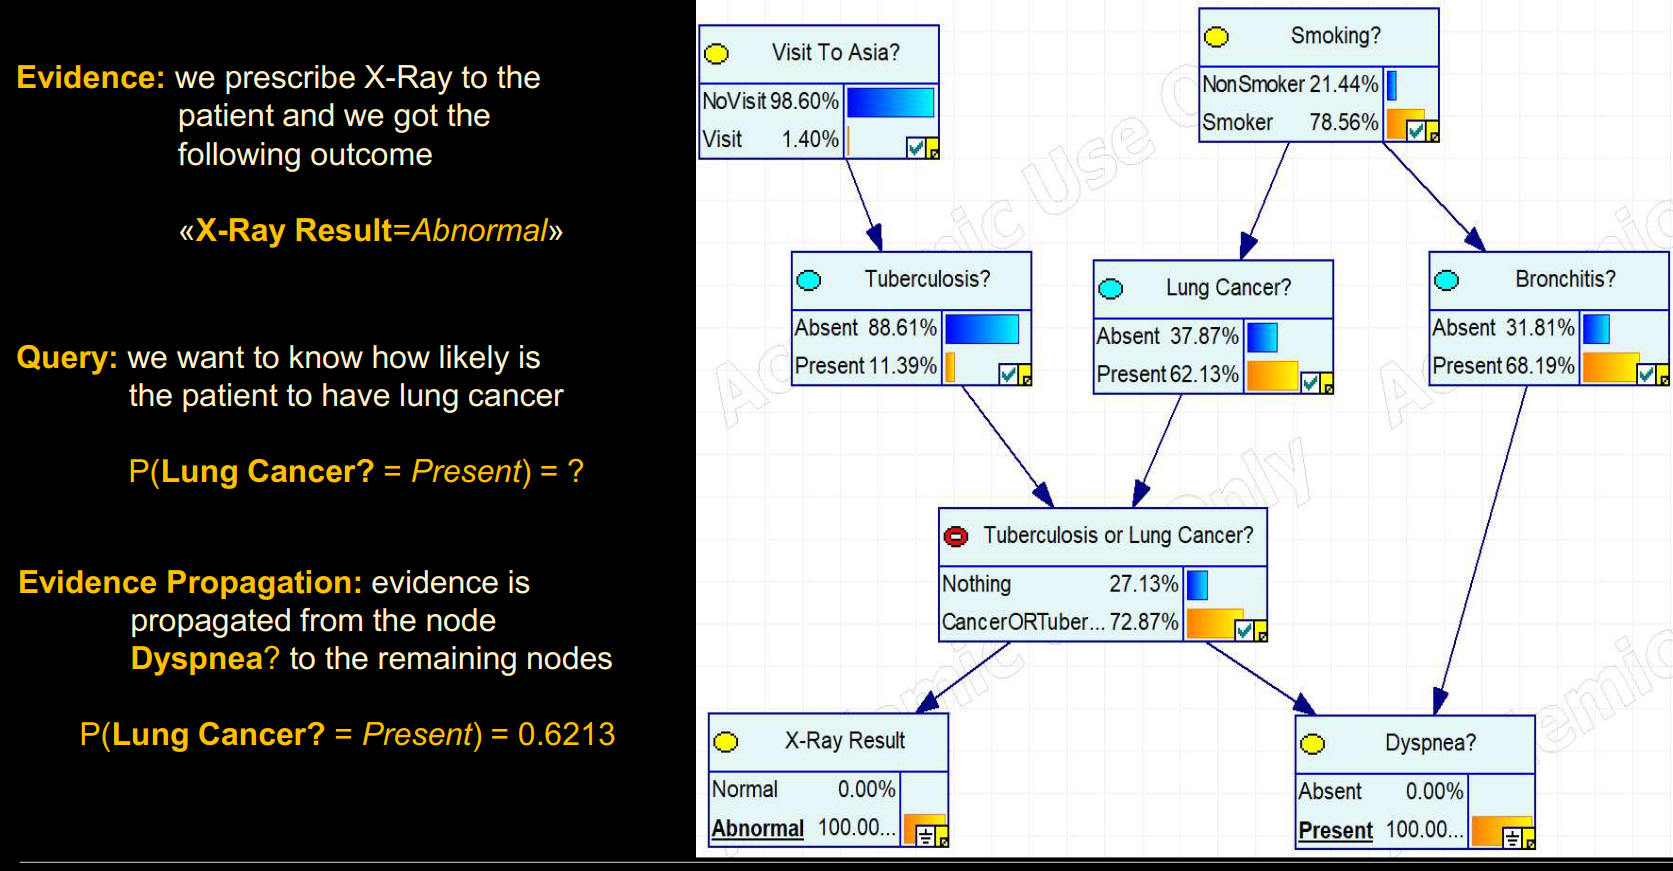 Evidence: we prescribe X-Ray to the
patient and we got the
following outcome
«X-Ray Result=Abnormal»
Query: we want to know how likely is
the patient to have lung cancer
P(Lung Cancer? = Present) = ?
Evidence Propagation: evidence is
propagated from the node
Dyspnea? to the remaining nodes
P(Lung Cancer? = Present) = 0.6213
Visit To Asia?
NoVisit 98.60%
Visit 1.40%
Smoking?
NonSmoker 21.44%
Smoker 78.56%
Tuberculosis?
Absent 88.61%
Present 11.39%
Lung Cancer?
Absent 37.87%
Present 62.13%
Bronchitis?
Absent 31.81%
Present 68.19%
Tuberculosis or Lung Cancer?
Nothing 27.13%
CancerORTuber... 72.87%
X-Ray Result
Normal 0.00%
Abnormal 100.00...
Dyspnea?
Absent 0.00%
Present 100.00...